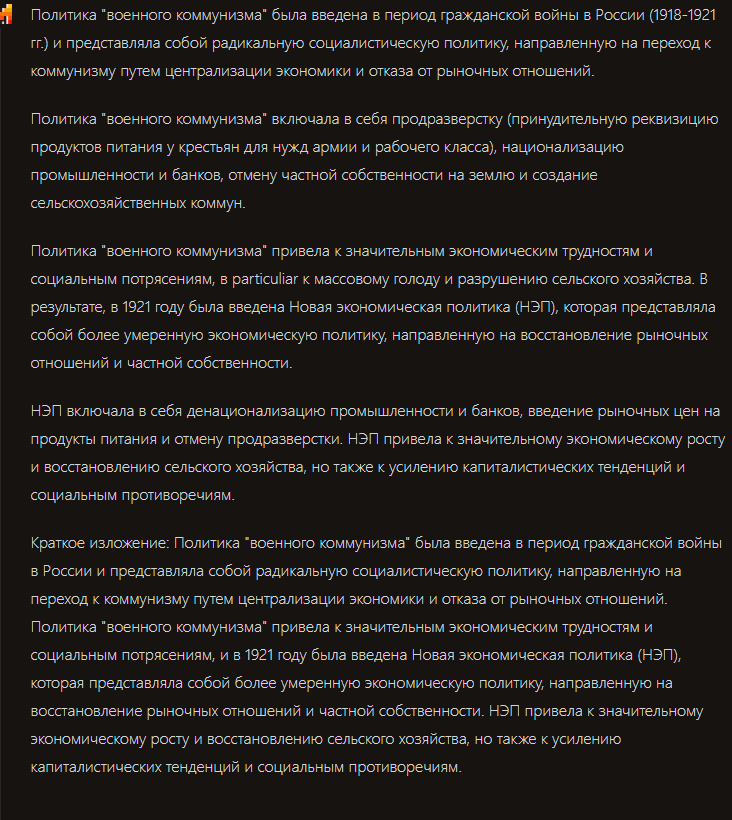 Политика "военного коммунизма" была введена в период гражданской войны в России (1918-1921
гг.) и представляла собой радикальную социалистическую политику, направленную на переход к
коммунизму путем централизации экономики и отказа от рыночных отношений.
Политика "военного коммунизма" включала в себя продразверстку (принудительную реквизицию
продуктов питания у крестьян для нужд армии и рабочего класса), национализацию
промышленности и банков, отмену частной собственности на землю и создание
сельскохозяйственных коммун.
Политика "военного коммунизма" привела к значительным экономическим трудностям и
социальным потрясениям, в particuliar к массовому голоду и разрушению сельского хозяйства. В
результате, в 1921 году была введена Новая экономическая политика (НЭП), которая представляла
собой более умеренную экономическую политику, направленную на восстановление рыночных
отношений и частной собственности.
НЭП включала в себя денационализацию промышленности и банков, введение рыночных цен на
продукты питания и отмену продразверстки. НЭП привела к значительному экономическому росту
и восстановлению сельского хозяйства, но также к усилению капиталистических тенденций и
социальным противоречиям.
Краткое изложение: Политика "военного коммунизма" была введена в период гражданской войны
в России и представляла собой радикальную социалистическую политику, направленную на
переход к коммунизму путем централизации экономики и отказа от рыночных отношений.
Политика "военного коммунизма" привела к значительным экономическим трудностям и
социальным потрясениям, и в 1921 году была введена Новая экономическая политика (НЭП),
которая представляла собой более умеренную экономическую политику, направленную на
восстановление рыночных отношений и частной собственности. НЭП привела к значительному
экономическому росту и восстановлению сельского хозяйства, но также к усилению
капиталистических тенденций и социальным противоречиям.